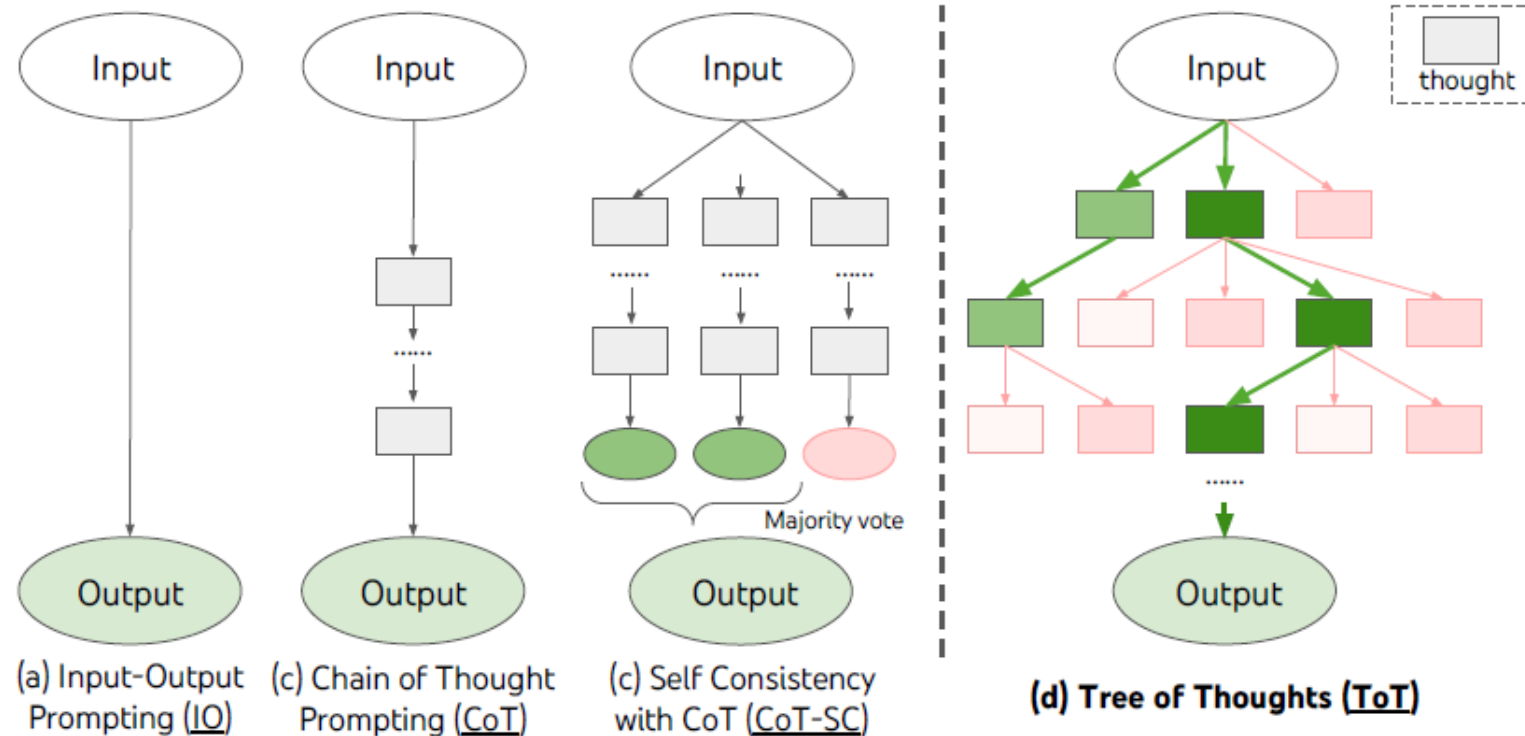 Input
Input
Input
Input
thought
......
......
......
......
Majority vote
......
Output
Output
Output
Output
(a) Input-Output
Prompting (IO)
(c) Chain of Thought
Prompting (CoT)
(c) Self Consistency
with CoT (CoT-SC)
(d) Tree of Thoughts (ToT)